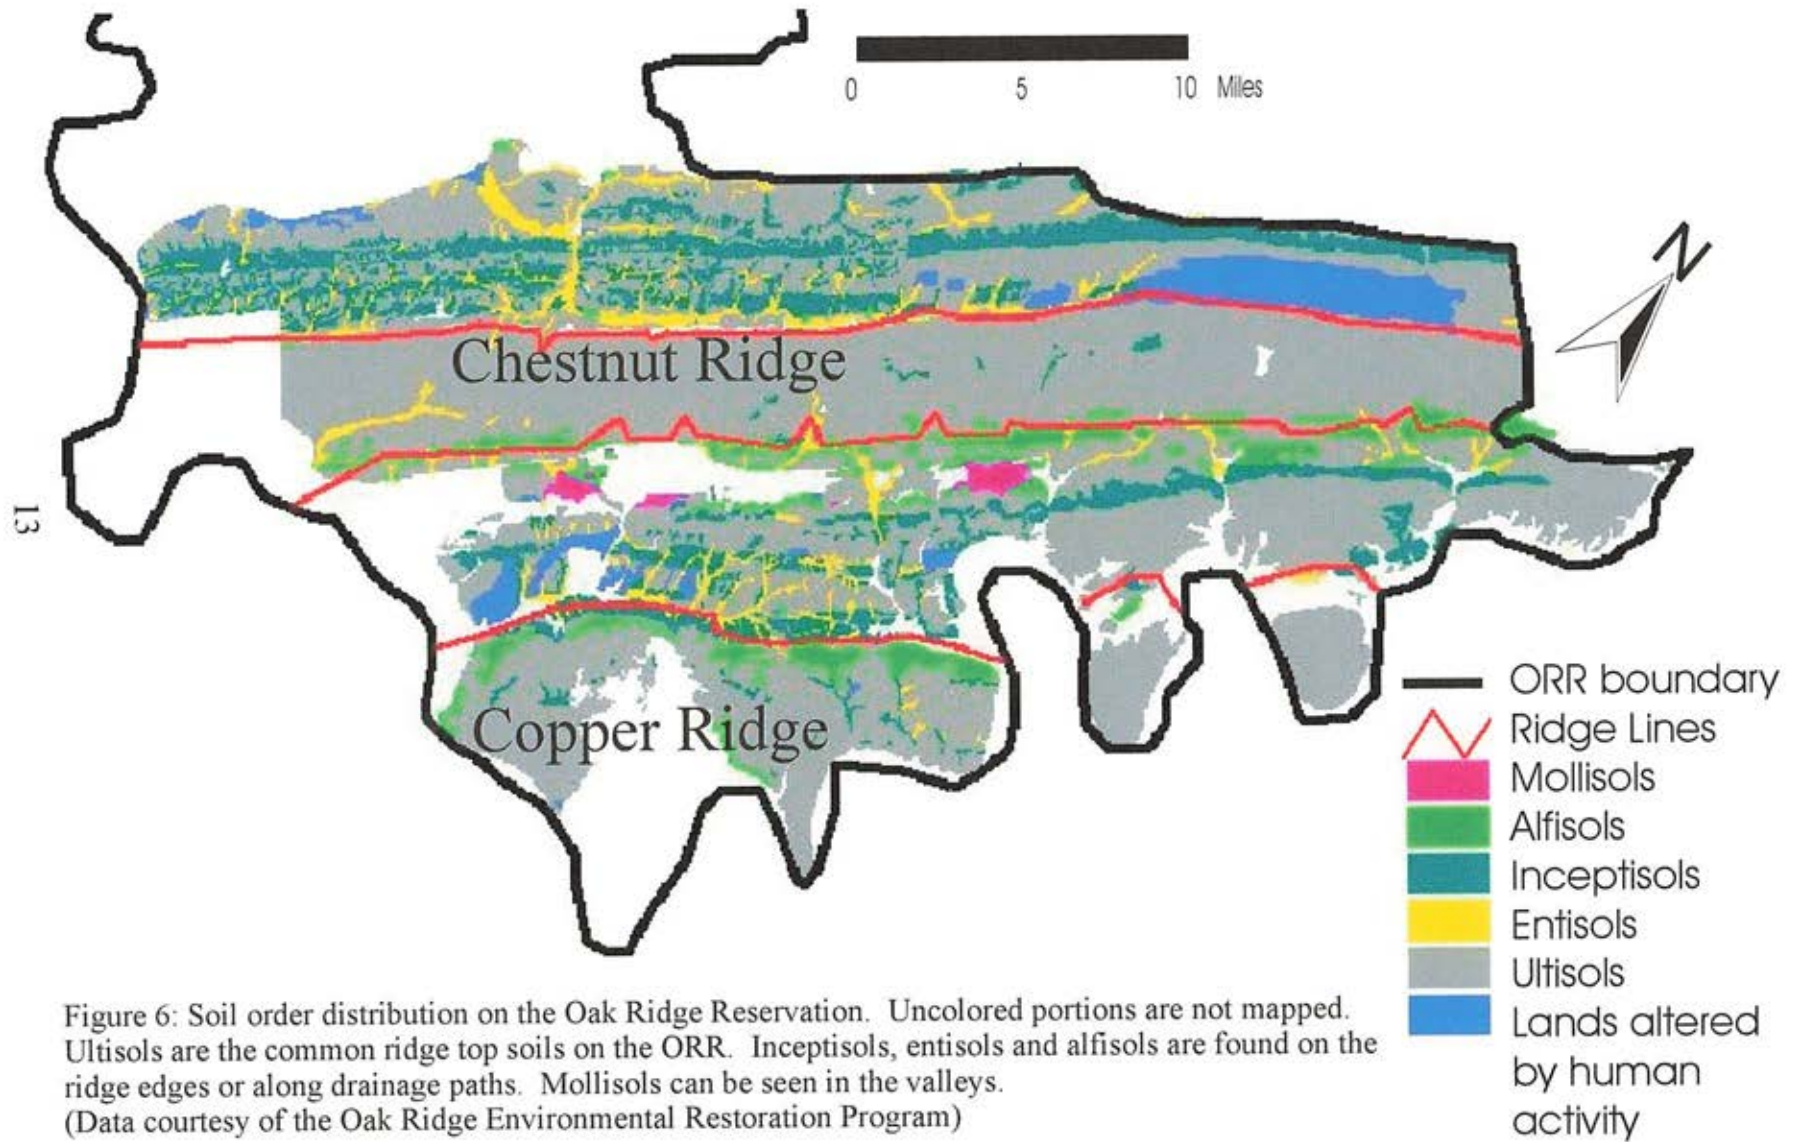 0 5 10 Miles
N
Chestnut Ridge
13
Copper Ridge
ORR boundary
Ridge Lines
Mollisols
Alfisols
Inceptisols
Entisols
Ultisols
Lands altered
by human
activity
Figure 6: Soil order distribution on the Oak Ridge Reservation. Uncolored portions are not mapped.
Ultisols are the common ridge top soils on the ORR. Inceptisols, entisols and alfisols are found on the
ridge edges or along drainage paths. Mollisols can be seen in the valleys.
(Data courtesy of the Oak Ridge Environmental Restoration Program)